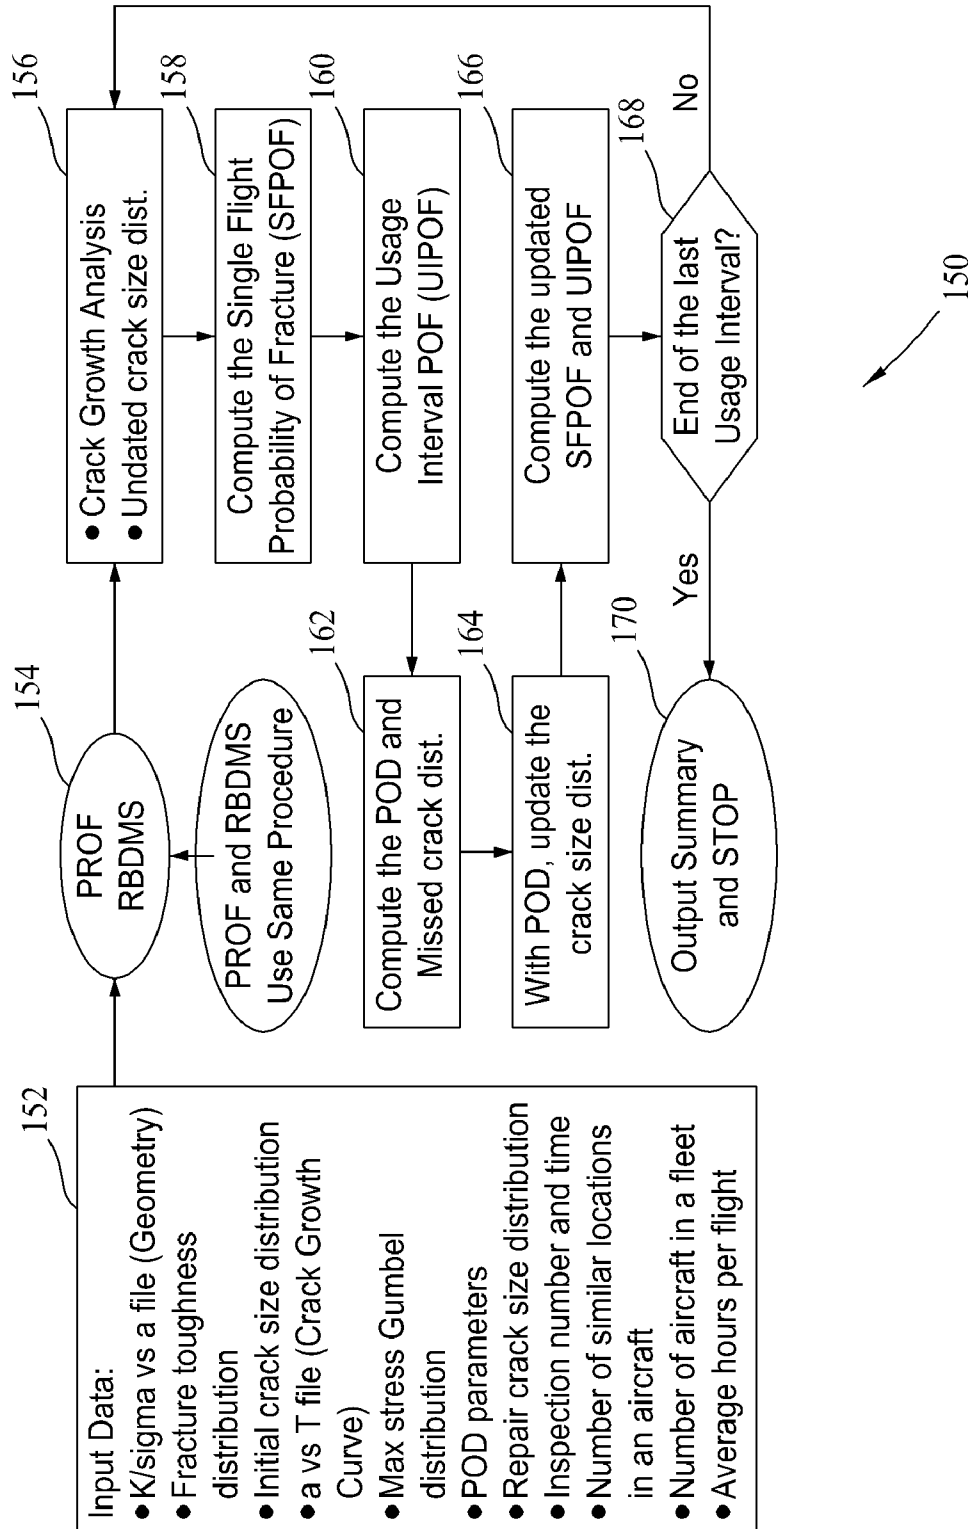 152
Input Data:
● K/sigma vs a file (Geometry)
● Fracture toughness
distribution
● Initial crack size distribution
● a vs T file (Crack Growth
Curve)
● Max stress Gumbel
distribution
● POD parameters
● Repair crack size distribution
● Inspection number and time
● Number of similar locations
in an aircraft
● Number of aircraft in a fleet
● Average hours per flight
154
PROF
RBDMS
PROF and RBDMS
Use Same Procedure
156
● Crack Growth Analysis
● Undated crack size dist.
158
Compute the Single Flight
Probability of Fracture (SFPOF)
160
Compute the Usage
Interval POF (UIPOF)
162
Compute the POD and
Missed crack dist.
164
With POD, update the
crack size dist.
166
Compute the updated
SFPOF and UIPOF
168
End of the last
Usage Interval?
No
Yes
170
Output Summary
and STOP
150